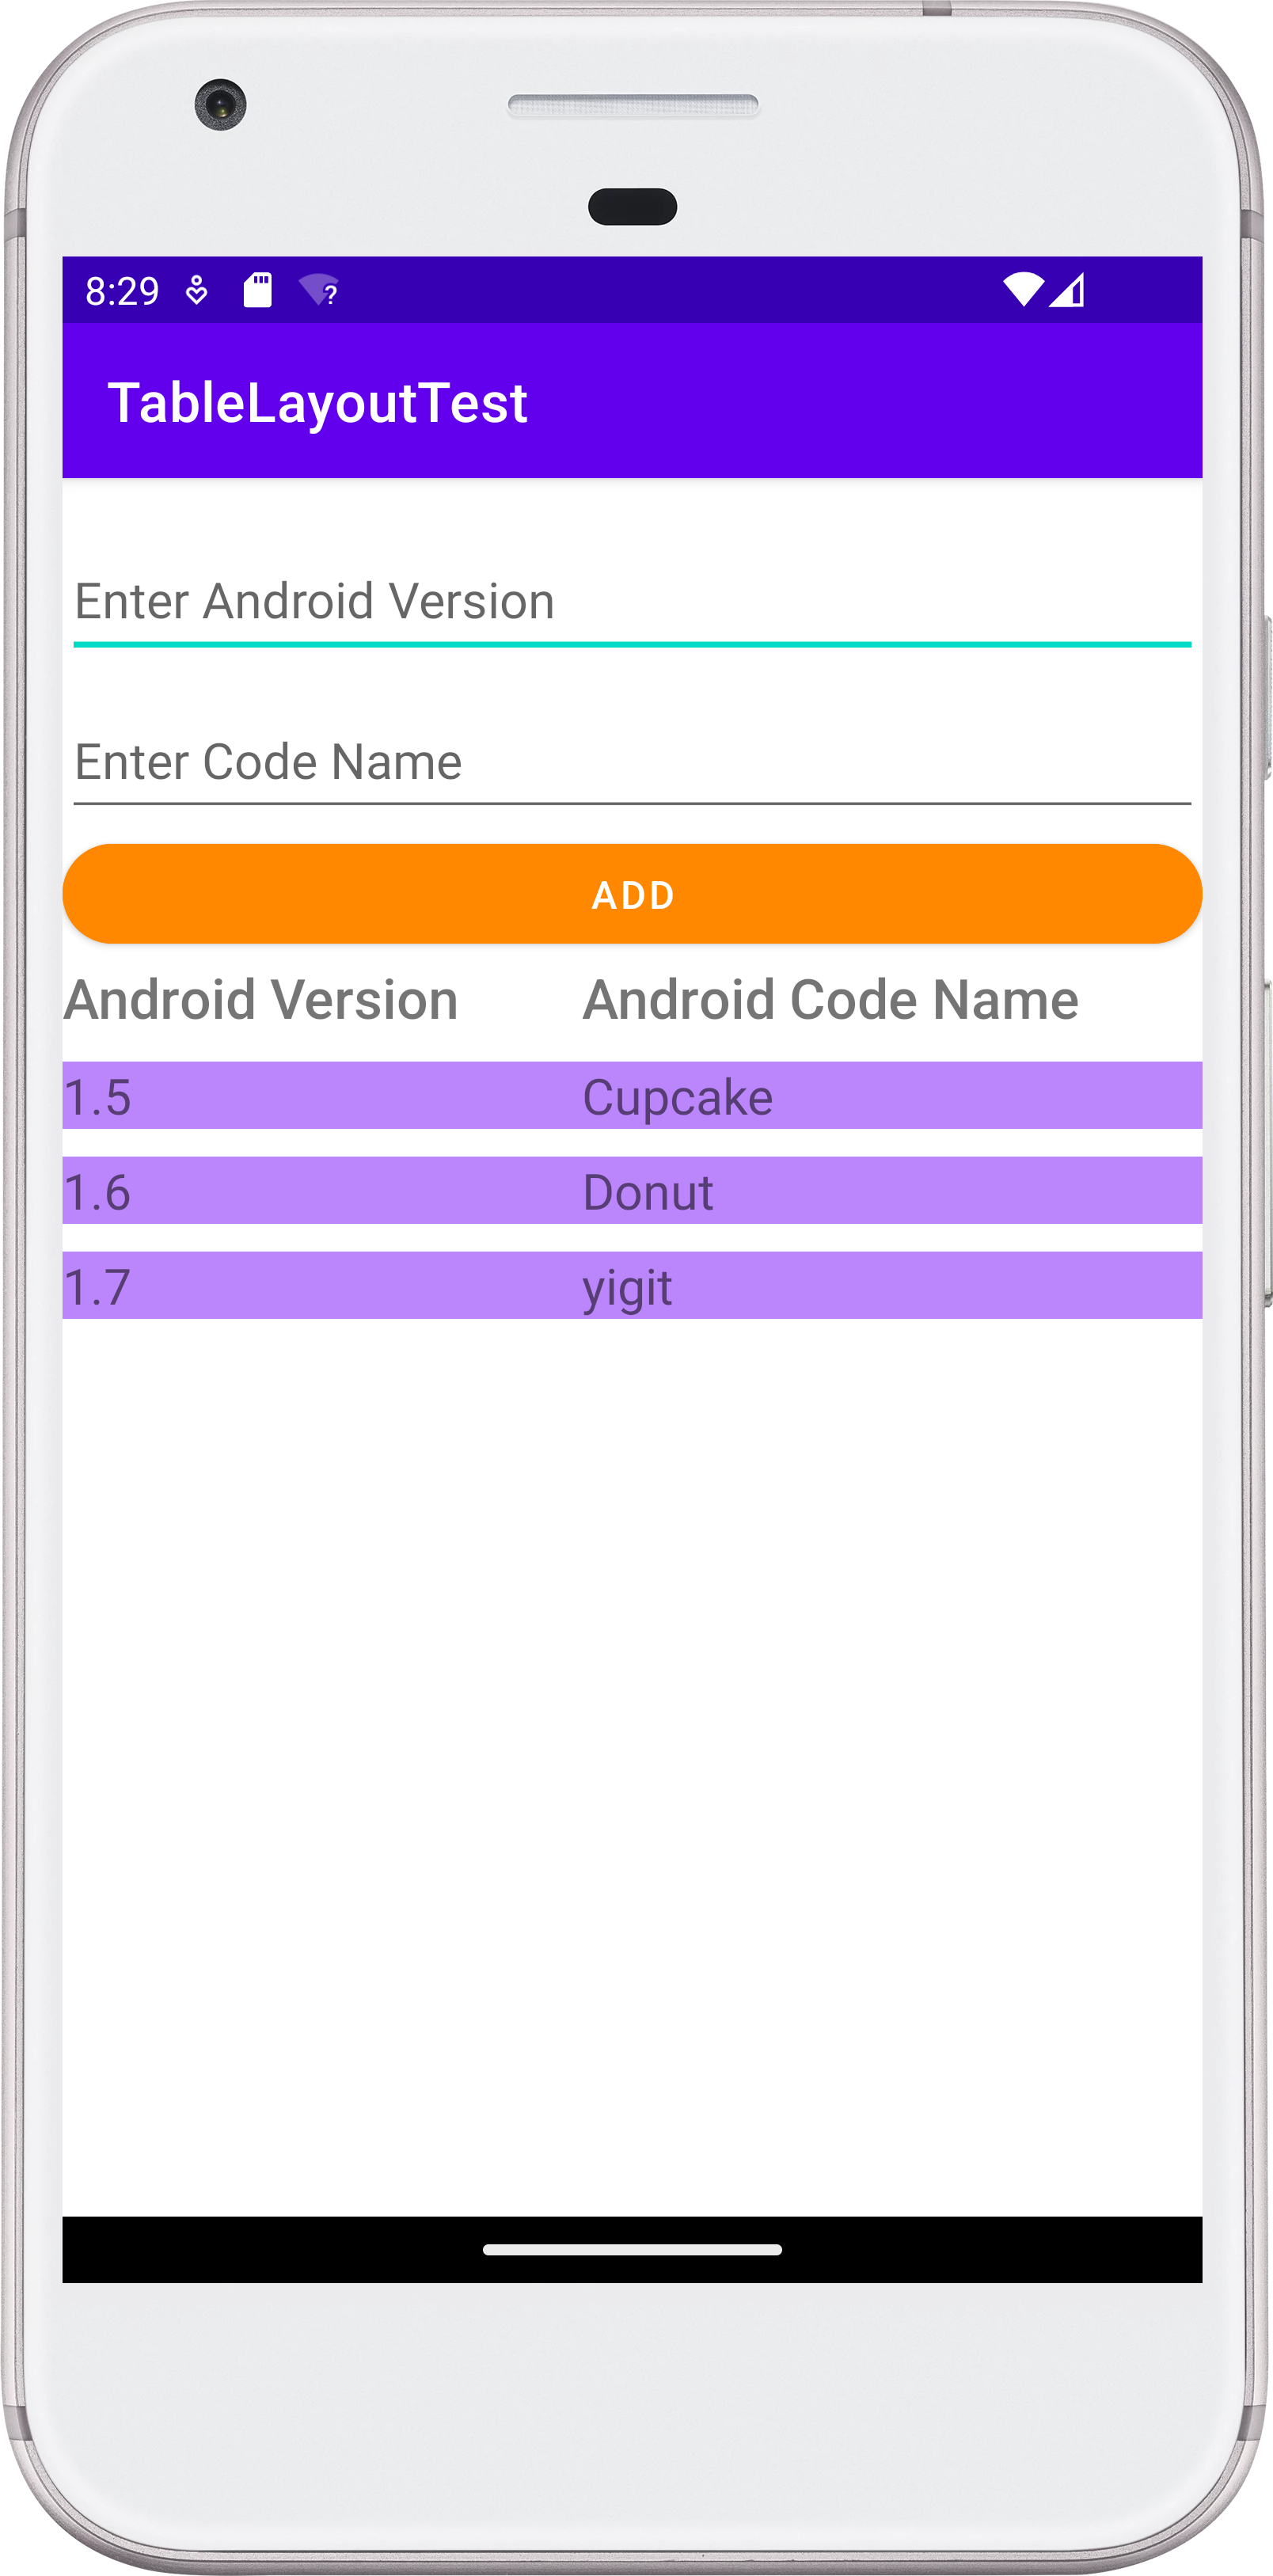 8:29
TableLayoutTest
Enter Android Version
Enter Code Name
ADD
Android Version Android Code Name
1.5 Cupcake
1.6 Donut
1.7 yigit